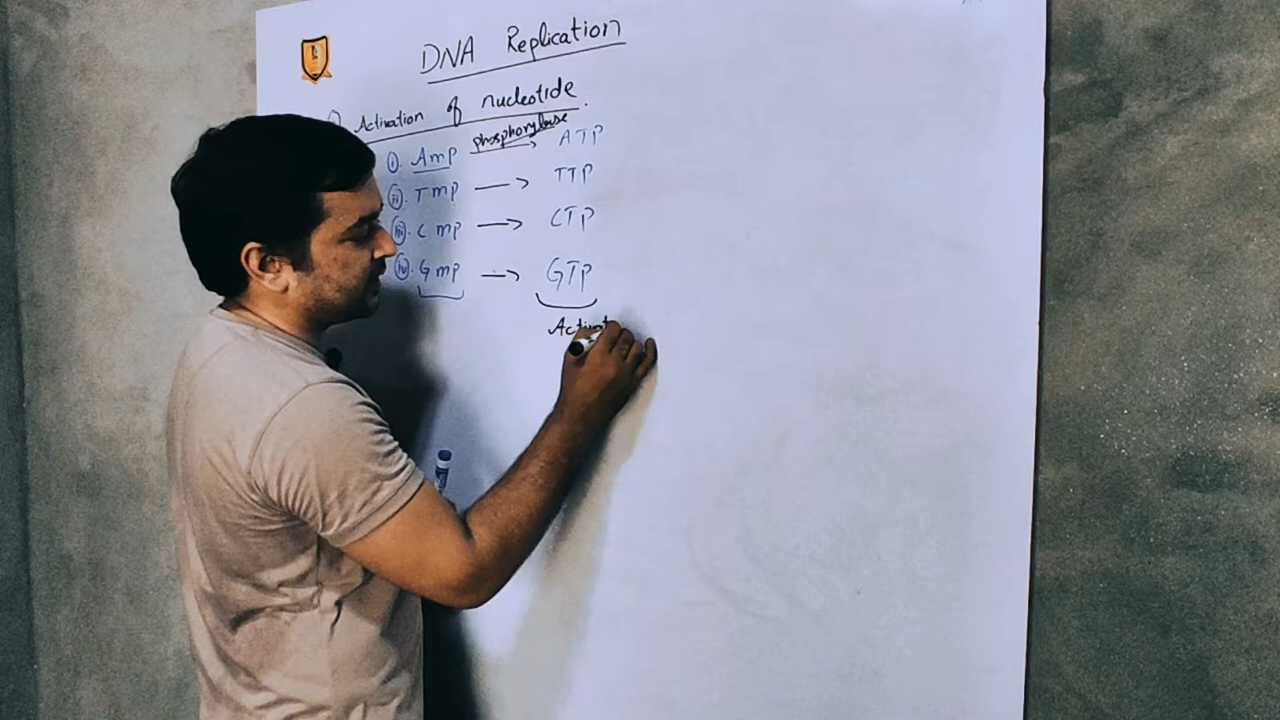 DNA Replication
Activation of nucleotide.
phosphorylase
i). Amp → ATP
ii). Tmp → TTP
iii). Cmp → CTP
iv). Gmp → GTP